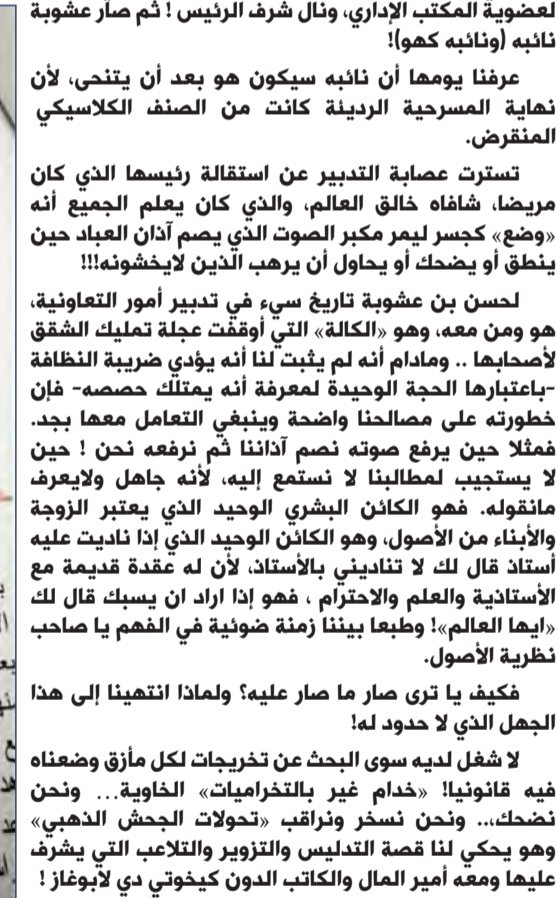 لعضوية المكتب الإداري، ونال شرف الرئيس ! ثم صار عشوبة
نائبه (ونائبه كهو)!
عرفنا يومها أن نائبه سيكون هو بعد أن يتنحى، لأن
نهاية المسرحية الرديئة كانت من الصنف الكلاسيكي
المنقرض.
تسترت عصابة التدبير عن استقالة رئيسها الذي كان
مريضا، شافاه خالق العالم، والذي كان يعلم الجميع أنه
«وضع» كجسر ليمر مكبر الصوت الذي يصم آذان العباد حين
ينطق أو يضحك أو يحاول أن يرهب الذين لايخشونه!!!
لحسن بن عشوبة تاريخ سيء في تدبير أمور التعاونية،
هو ومن معه، وهو «الكالة» التي أوقفت عجلة تمليك الشقق
لأصحابها .. ومادام أنه لم يثبت لنا أنه يؤدي ضريبة النظافة
-باعتبارها الحجة الوحيدة لمعرفة أنه يمتلك حصصه- فإن
خطورته على مصالحنا واضحة وينبغي التعامل معها بجد.
فمثلا حين يرفع صوته نصم آذاننا ثم نرفعه نحن ! حين
لا يستجيب لمطالبنا لا نستمع إليه، لأنه جاهل ولايعرف
مانقوله. فهو الكائن البشري الوحيد الذي يعتبر الزوجة
والأبناء من الأصول، وهو الكائن الوحيد الذي إذا ناديت عليه
أستاذ قال لك لا تناديني بالأستاذ، لأن له عقدة قديمة مع
الأستاذية والعلم والاحترام ، فهو إذا اراد ان يسبك قال لك
«ايها العالم»! وطبعا بيننا زمنة ضوئية في الفهم يا صاحب
نظرية الأصول.
فكيف يا ترى صار ما صار عليه؟ ولماذا انتهينا إلى هذا
الجهل الذي لا حدود له!
لا شغل لديه سوى البحث عن تخريجات لكل مأزق وضعناه
فيه قانونيا! «خدام غير بالتخراميات» الخاوية... ونحن
نضحك،.. ونحن نسخر ونراقب «تحولات الجحش الذهبي»
وهو يحكي لنا قصة التدليس والتزوير والتلاعب التي يشرف
عليها ومعه أمير المال والكاتب الدون كيخوتي دي لابوغاز !